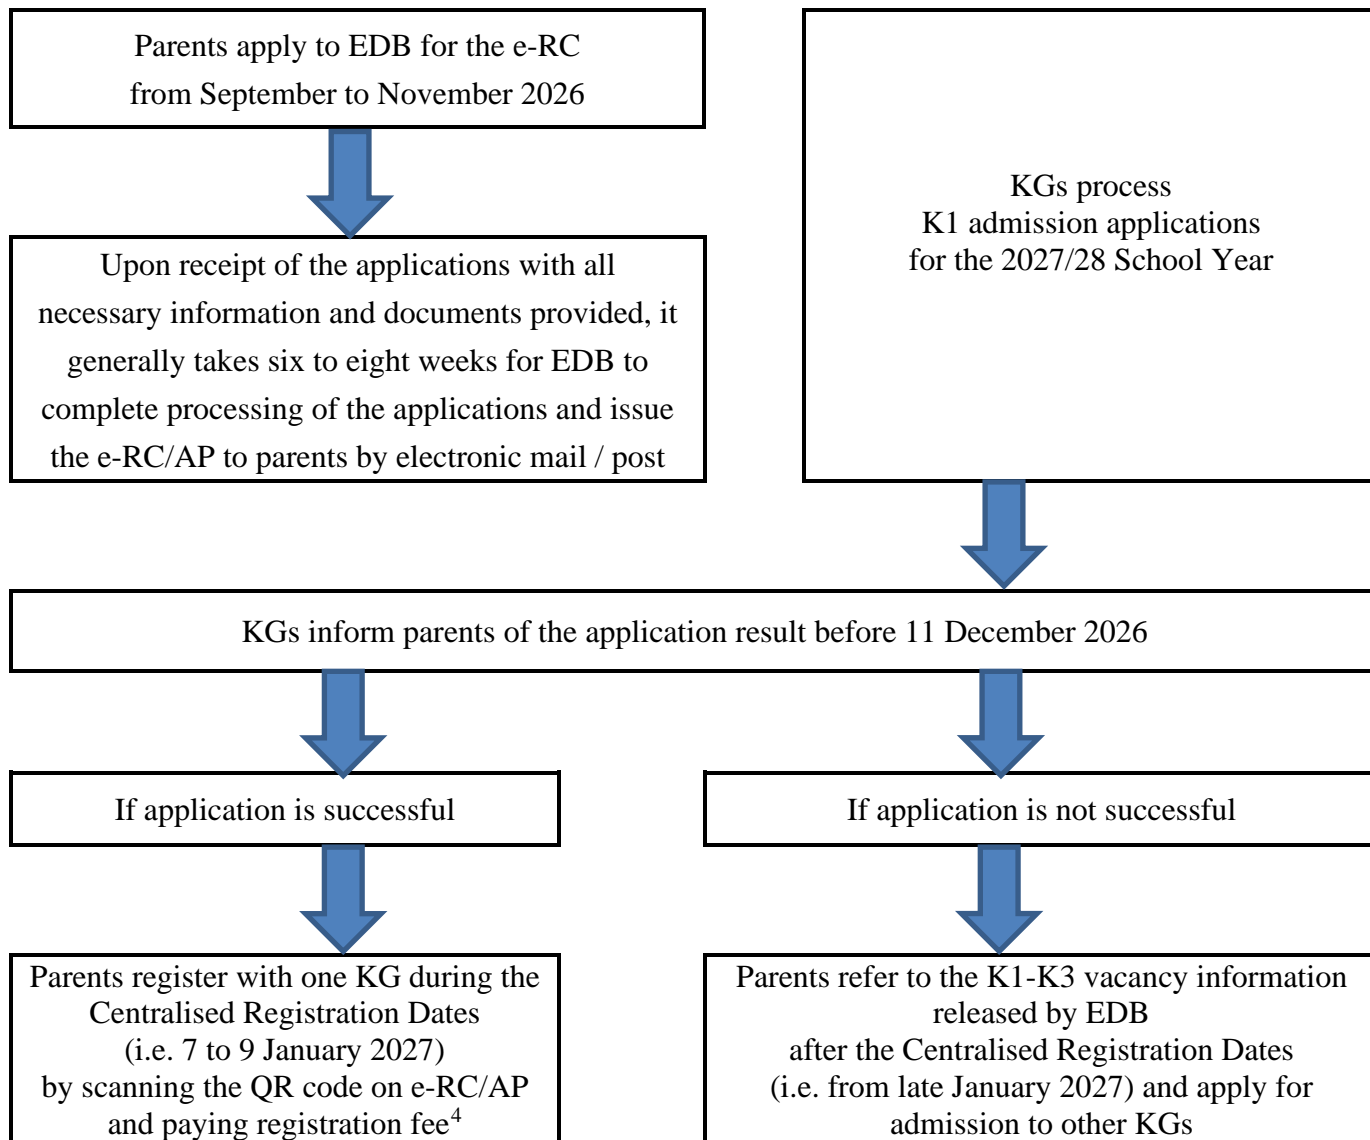 Parents apply to EDB for the e-RC
from September to November 2026
KGs process
K1 admission applications
for the 2027/28 School Year
Upon receipt of the applications with all
necessary information and documents provided, it
generally takes six to eight weeks for EDB to
complete processing of the applications and issue
the e-RC/AP to parents by electronic mail / post
KGs inform parents of the application result before 11 December 2026
If application is successful
If application is not successful
Parents register with one KG during the
Centralised Registration Dates
(i.e. 7 to 9 January 2027)
by scanning the QR code on e-RC/AP
and paying registration fee4
Parents refer to the K1-K3 vacancy information
released by EDB
after the Centralised Registration Dates
(i.e. from late January 2027) and apply for
admission to other KGs